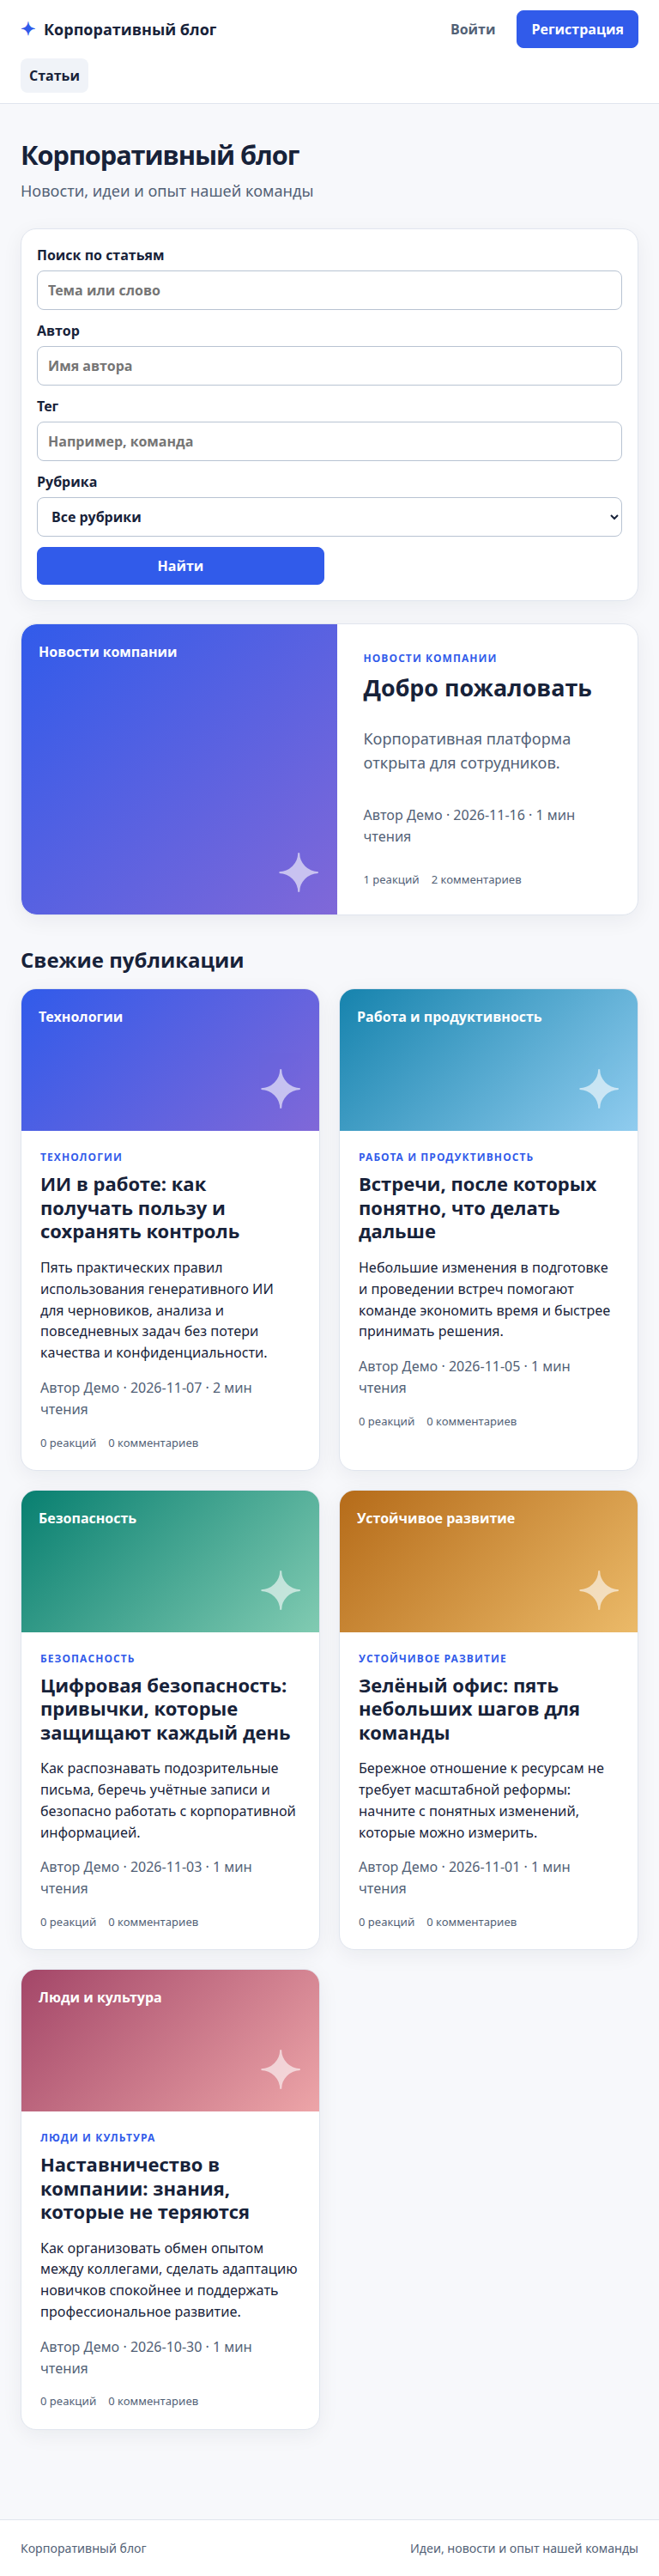 Корпоративный блог
Войти
Регистрация
Статьи
Корпоративный блог
Новости, идеи и опыт нашей команды
Поиск по статьям
Тема или слово
Автор
Имя автора
Тег
Например, команда
Рубрика
Все рубрики
Найти
Новости компании
НОВОСТИ КОМПАНИИ
Добро пожаловать
Корпоративная платформа
открыта для сотрудников.
Автор Демо · 2026-11-16 · 1 мин
чтения
1 реакций 2 комментариев
Свежие публикации
Технологии
ТЕХНОЛОГИИ
ИИ в работе: как
получать пользу и
сохранять контроль
Пять практических правил
использования генеративного ИИ
для черновиков, анализа и
повседневных задач без потери
качества и конфиденциальности.
Автор Демо · 2026-11-07 · 2 мин
чтения
0 реакций 0 комментариев
Работа и продуктивность
РАБОТА И ПРОДУКТИВНОСТЬ
Встречи, после которых
понятно, что делать
дальше
Небольшие изменения в подготовке
и проведении встреч помогают
команде экономить время и быстрее
принимать решения.
Автор Демо · 2026-11-05 · 1 мин
чтения
0 реакций 0 комментариев
Безопасность
БЕЗОПАСНОСТЬ
Цифровая безопасность:
привычки, которые
защищают каждый день
Как распознавать подозрительные
письма, беречь учётные записи и
безопасно работать с корпоративной
информацией.
Автор Демо · 2026-11-03 · 1 мин
чтения
0 реакций 0 комментариев
Устойчивое развитие
УСТОЙЧИВОЕ РАЗВИТИЕ
Зелёный офис: пять
небольших шагов для
команды
Бережное отношение к ресурсам не
требует масштабной реформы:
начните с понятных изменений,
которые можно измерить.
Автор Демо · 2026-11-01 · 1 мин
чтения
0 реакций 0 комментариев
Люди и культура
ЛЮДИ И КУЛЬТУРА
Наставничество в
компании: знания,
которые не теряются
Как организовать обмен опытом
между коллегами, сделать адаптацию
новичков спокойнее и поддержать
профессиональное развитие.
Автор Демо · 2026-10-30 · 1 мин
чтения
0 реакций 0 комментариев
Корпоративный блог
Идеи, новости и опыт нашей команды